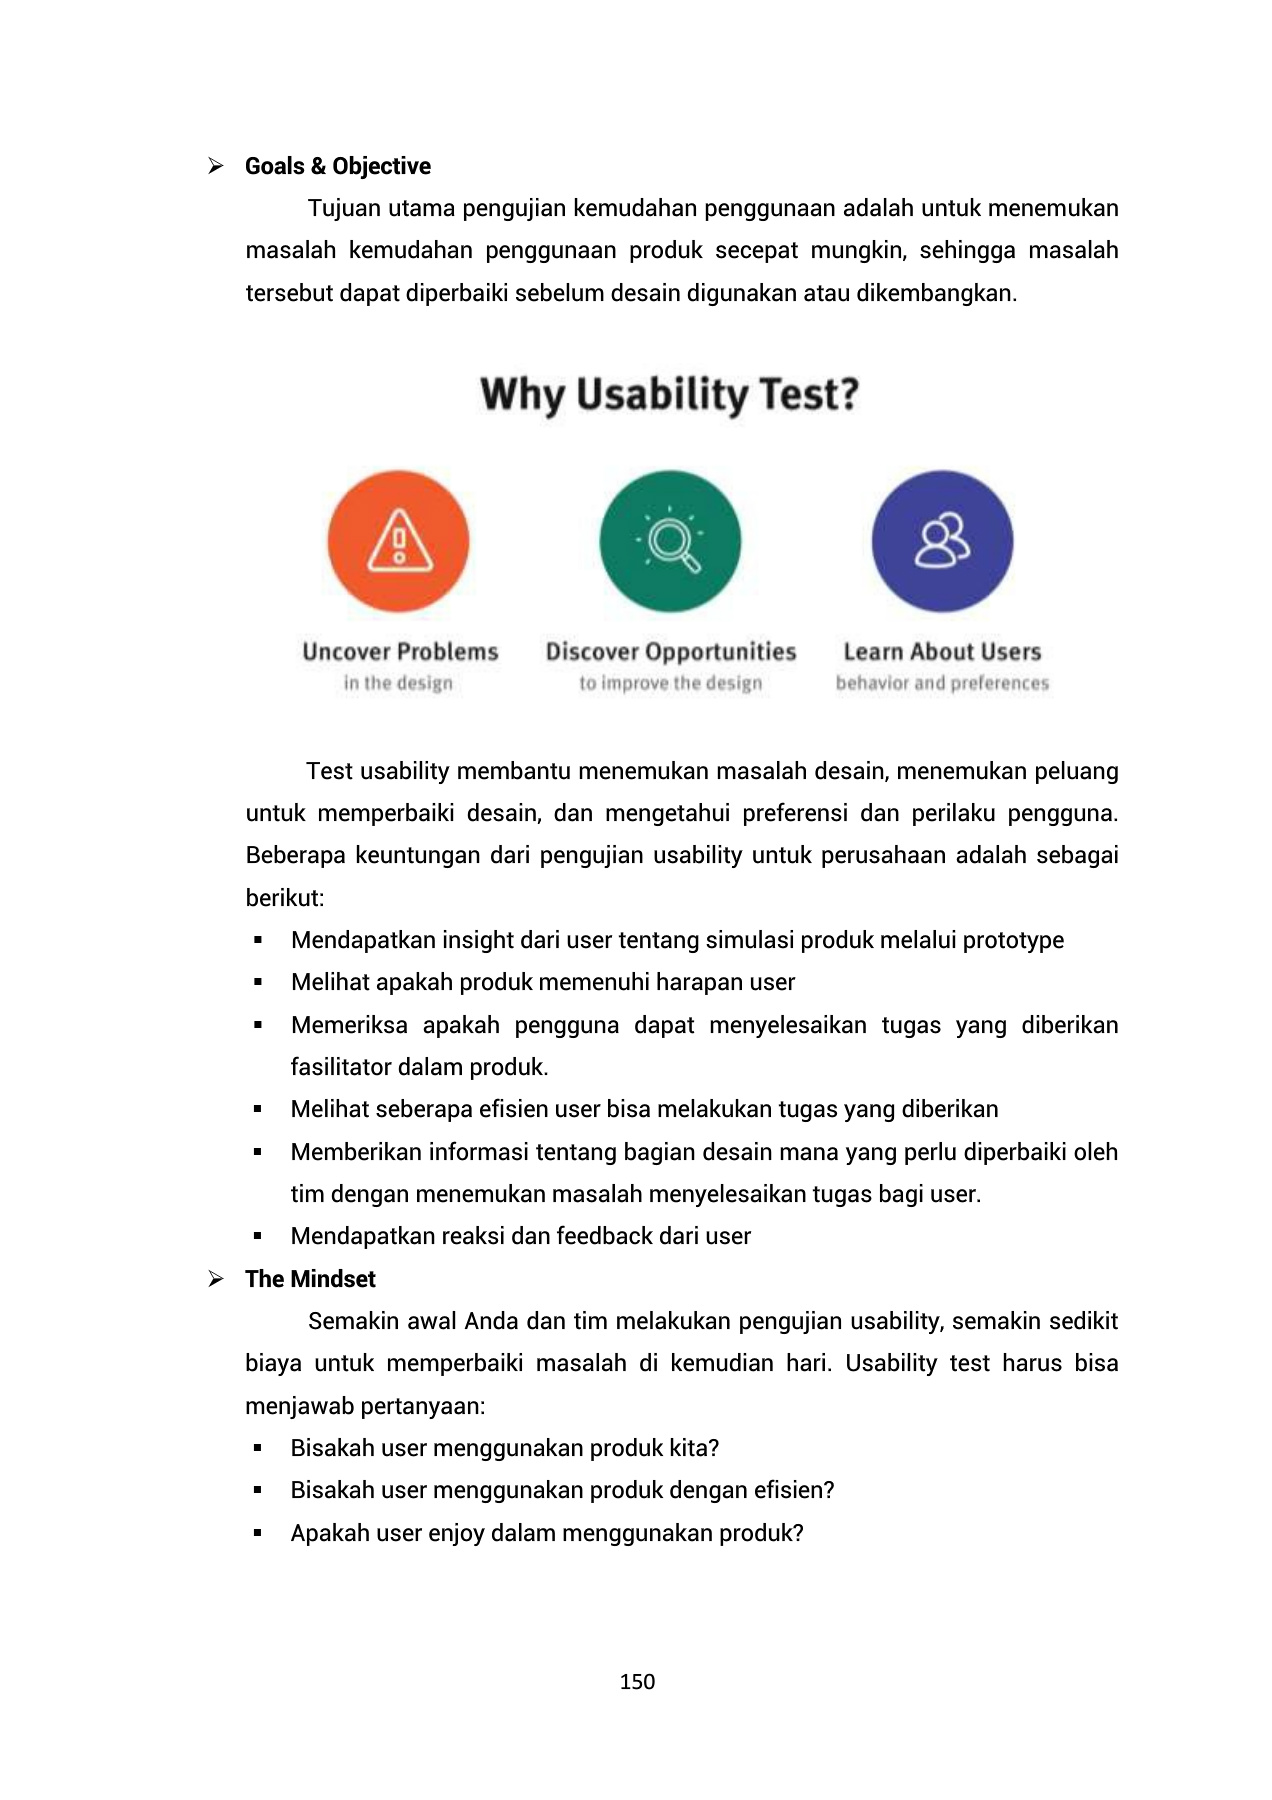 ➢ Goals & Objective
Tujuan utama pengujian kemudahan penggunaan adalah untuk menemukan
masalah kemudahan penggunaan produk secepat mungkin, sehingga masalah
tersebut dapat diperbaiki sebelum desain digunakan atau dikembangkan.
Why Usability Test?
Uncover Problems
in the design
Discover Opportunities
to improve the design
Learn About Users
behavior and preferences
Test usability membantu menemukan masalah desain, menemukan peluang
untuk memperbaiki desain, dan mengetahui preferensi dan perilaku pengguna.
Beberapa keuntungan dari pengujian usability untuk perusahaan adalah sebagai
berikut:
▪ Mendapatkan insight dari user tentang simulasi produk melalui prototype
▪ Melihat apakah produk memenuhi harapan user
▪ Memeriksa apakah pengguna dapat menyelesaikan tugas yang diberikan
fasilitator dalam produk.
▪ Melihat seberapa efisien user bisa melakukan tugas yang diberikan
▪ Memberikan informasi tentang bagian desain mana yang perlu diperbaiki oleh
tim dengan menemukan masalah menyelesaikan tugas bagi user.
▪ Mendapatkan reaksi dan feedback dari user
➢ The Mindset
Semakin awal Anda dan tim melakukan pengujian usability, semakin sedikit
biaya untuk memperbaiki masalah di kemudian hari. Usability test harus bisa
menjawab pertanyaan:
▪ Bisakah user menggunakan produk kita?
▪ Bisakah user menggunakan produk dengan efisien?
▪ Apakah user enjoy dalam menggunakan produk?
150